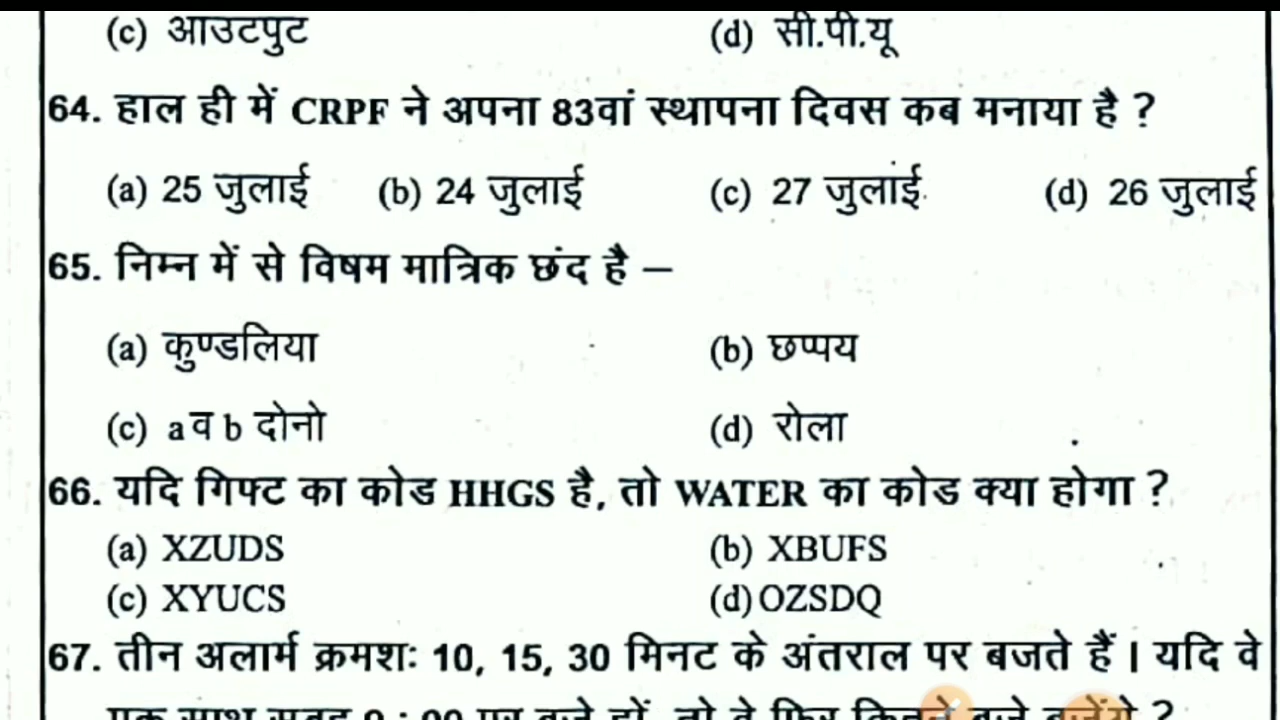 (c) आउटपुट (d) सी.पी.यू
64. हाल ही में CRPF ने अपना 83वां स्थापना दिवस कब मनाया है ?
(a) 25 जुलाई (b) 24 जुलाई (c) 27 जुलाई (d) 26 जुलाई
65. निम्न में से विषम मात्रिक छंद है –
(a) कुण्डलिया (b) छप्पय
(c) a व b दोनो (d) रोला
66. यदि गिफ्ट का कोड HHGS है, तो WATER का कोड क्या होगा ?
(a) XZUDS (b) XBUFS
(c) XYUCS (d) OZSDQ
67. तीन अलार्म क्रमशः 10, 15, 30 मिनट के अंतराल पर बजते हैं । यदि वे